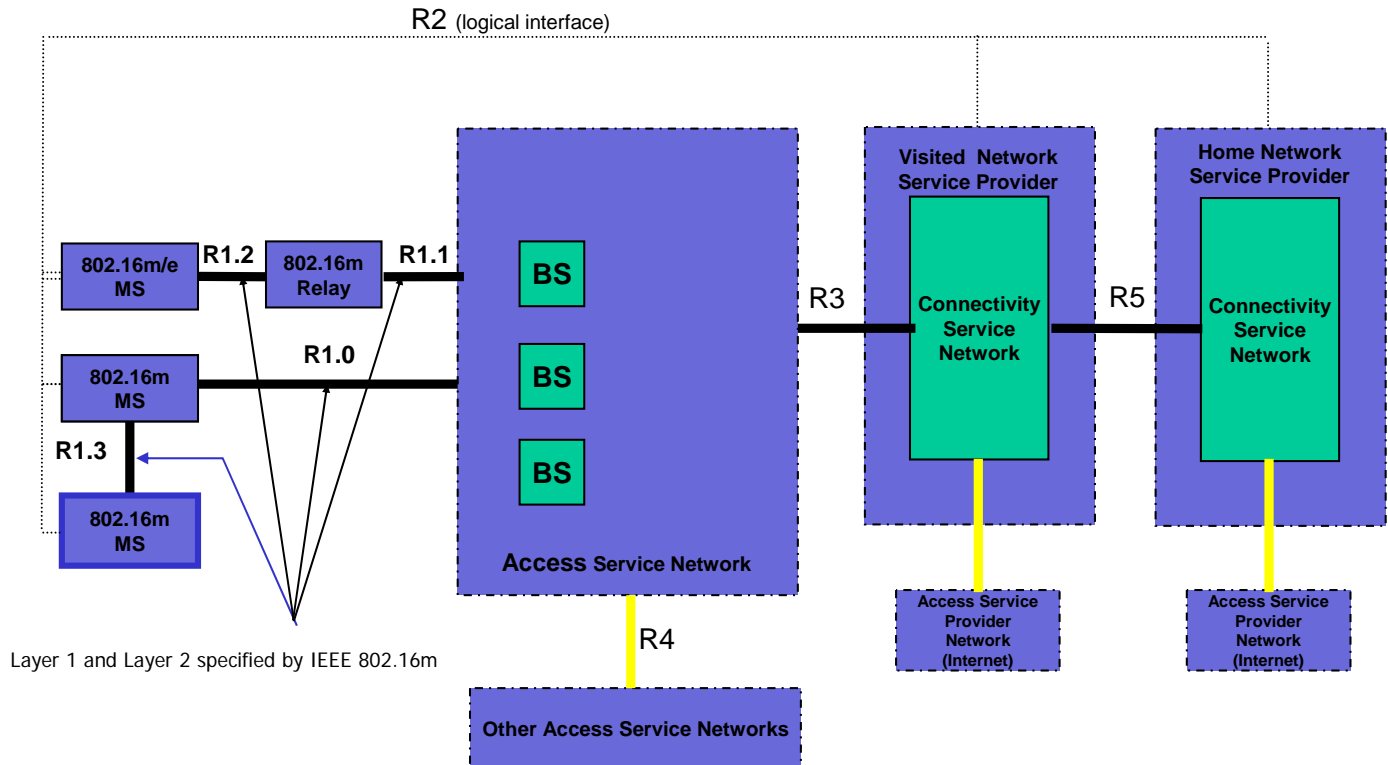 R2 (logical interface)
Visited Network
Service Provider
Home Network
Service Provider
802.16m/e
MS
R1.2
802.16m
Relay
R1.1
BS
R3
Connectivity
Service
Network
R5
Connectivity
Service
Network
R1.0
802.16m
MS
BS
R1.3
BS
802.16m
MS
Access Service Network
Access Service
Provider
Network
(Internet)
Access Service
Provider
Network
(Internet)
R4
Layer 1 and Layer 2 specified by IEEE 802.16m
Other Access Service Networks